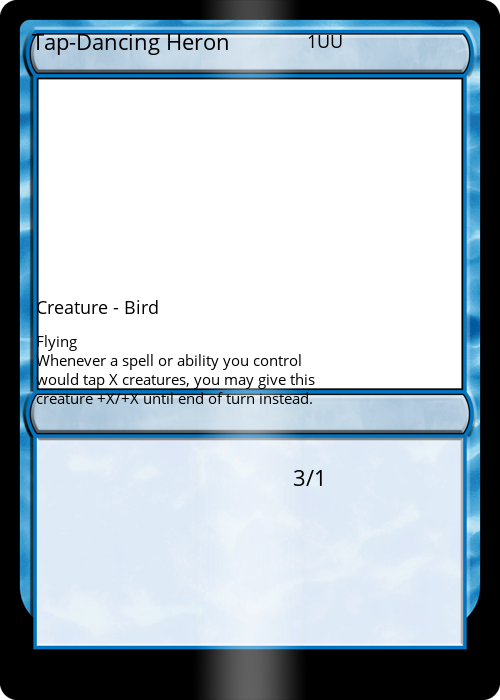 Tap-Dancing Heron 1UU
Creature - Bird
Flying
Whenever a spell or ability you control
would tap X creatures, you may give this
creature +X/+X until end of turn instead.
3/1